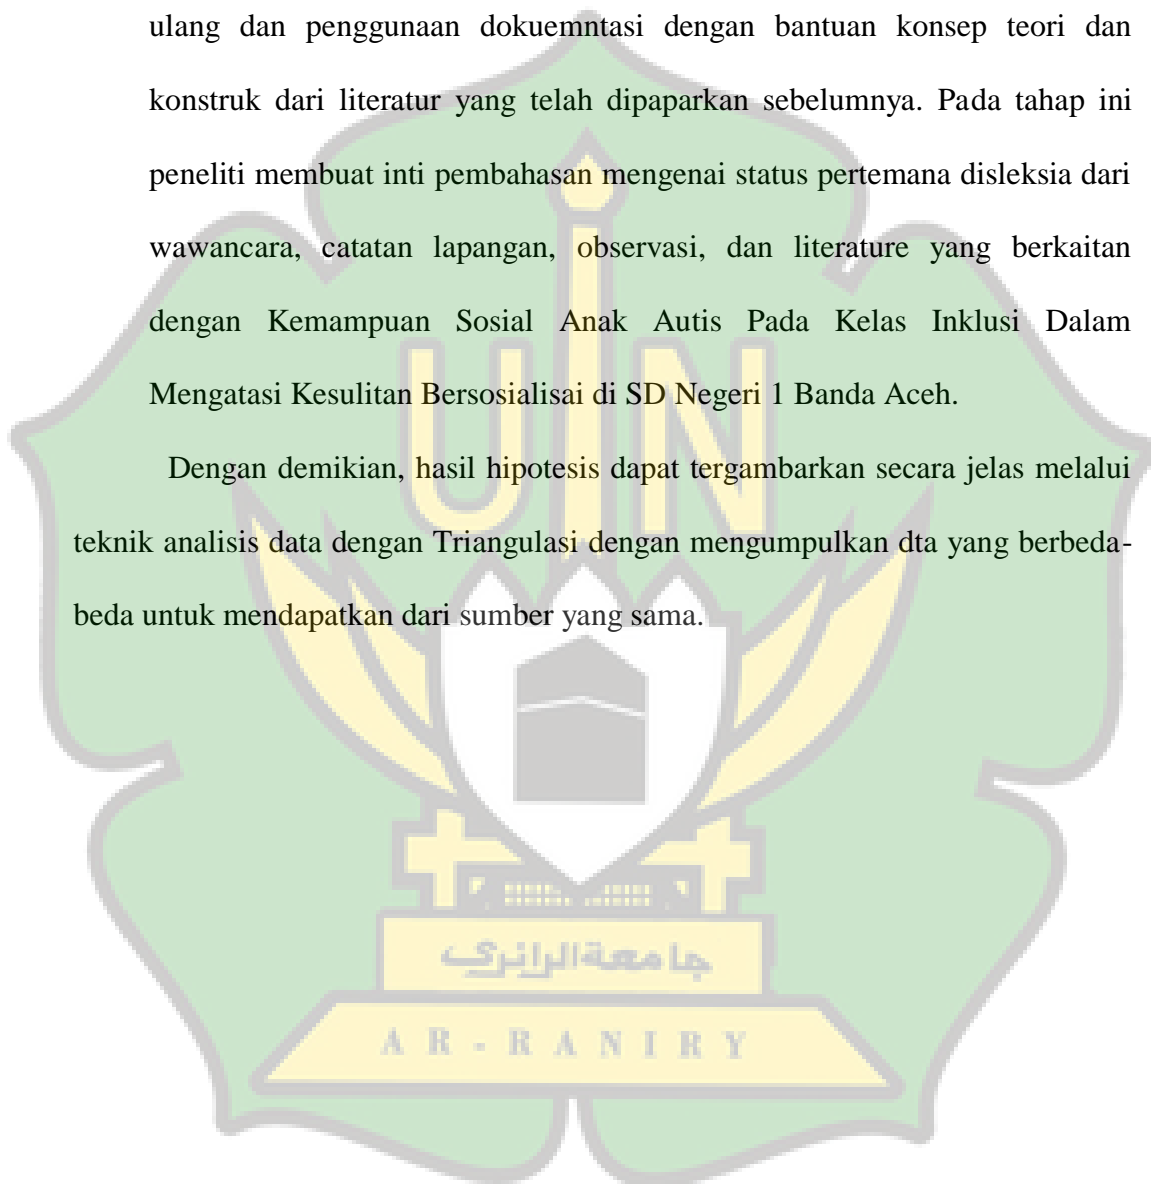 ulang dan penggunaan dokuemntasi dengan bantuan konsep teori dan
konstruk dari literatur yang telah dipaparkan sebelumnya. Pada tahap ini
peneliti membuat inti pembahasan mengenai status pertemana disleksia dari
wawancara, catatan lapangan, observasi, dan literature yang berkaitan
dengan Kemampuan Sosial Anak Autis Pada Kelas Inklusi Dalam
Mengatasi Kesulitan Bersosialisai di SD Negeri 1 Banda Aceh.
Dengan demikian, hasil hipotesis dapat tergambarkan secara jelas melalui
teknik analisis data dengan Triangulasi dengan mengumpulkan dta yang berbeda-
beda untuk mendapatkan dari sumber yang sama.
UIN
جامعة الرانري
AR-RANIRY